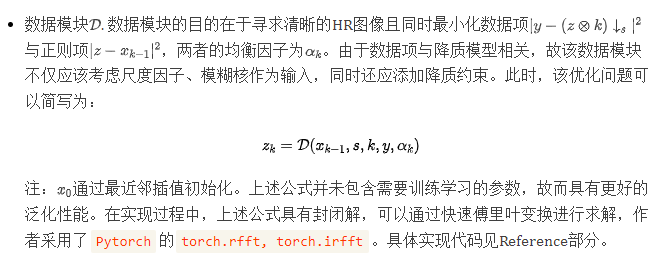 • 数据模块𝒟. 数据模块的目的在于寻求清晰的HR图像且同时最小化数据项|y − (z ⊗ k) ↓ₛ |²
与正则项|z − xₖ₋₁|²，两者的均衡因子为αₖ。由于数据项与降质模型相关，故该数据模块
不仅应该考虑尺度因子、模糊核作为输入，同时还应添加降质约束。此时，该优化问题可
以简写为：
zₖ = 𝒟(xₖ₋₁, s, k, y, αₖ)
注：x₀通过最近邻插值初始化。上述公式并未包含需要训练学习的参数，故而具有更好的
泛化性能。在实现过程中，上述公式具有封闭解，可以通过快速傅里叶变换进行求解，作
者采用了 Pytorch 的 torch.rfft, torch.irfft 。具体实现代码见Reference部分。